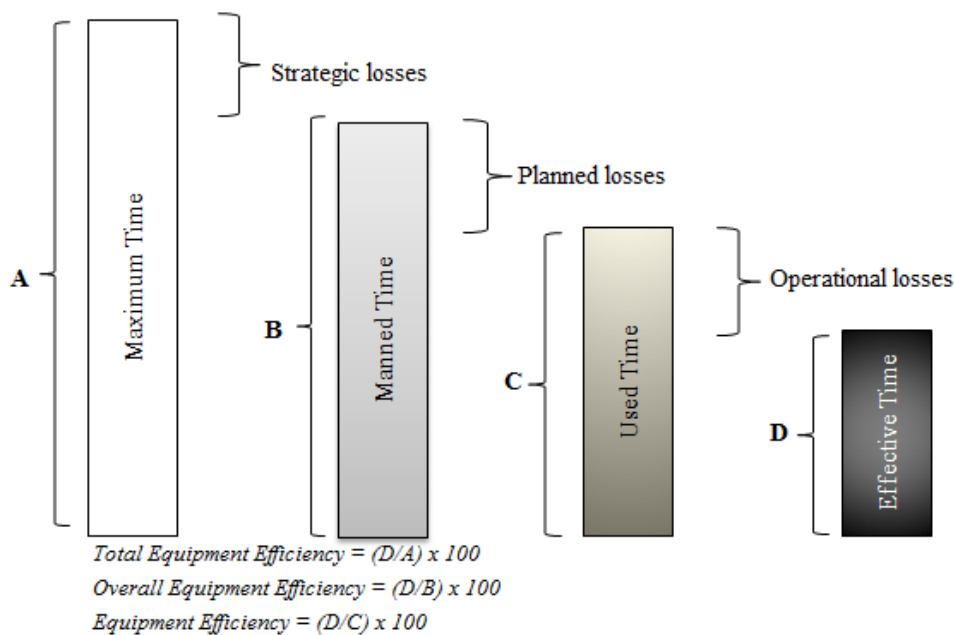 Strategic losses
Planned losses
Operational losses
A
Maximum Time
B
Manned Time
C
Used Time
D
Effective Time
Total Equipment Efficiency = (D/A) x 100
Overall Equipment Efficiency = (D/B) x 100
Equipment Efficiency = (D/C) x 100